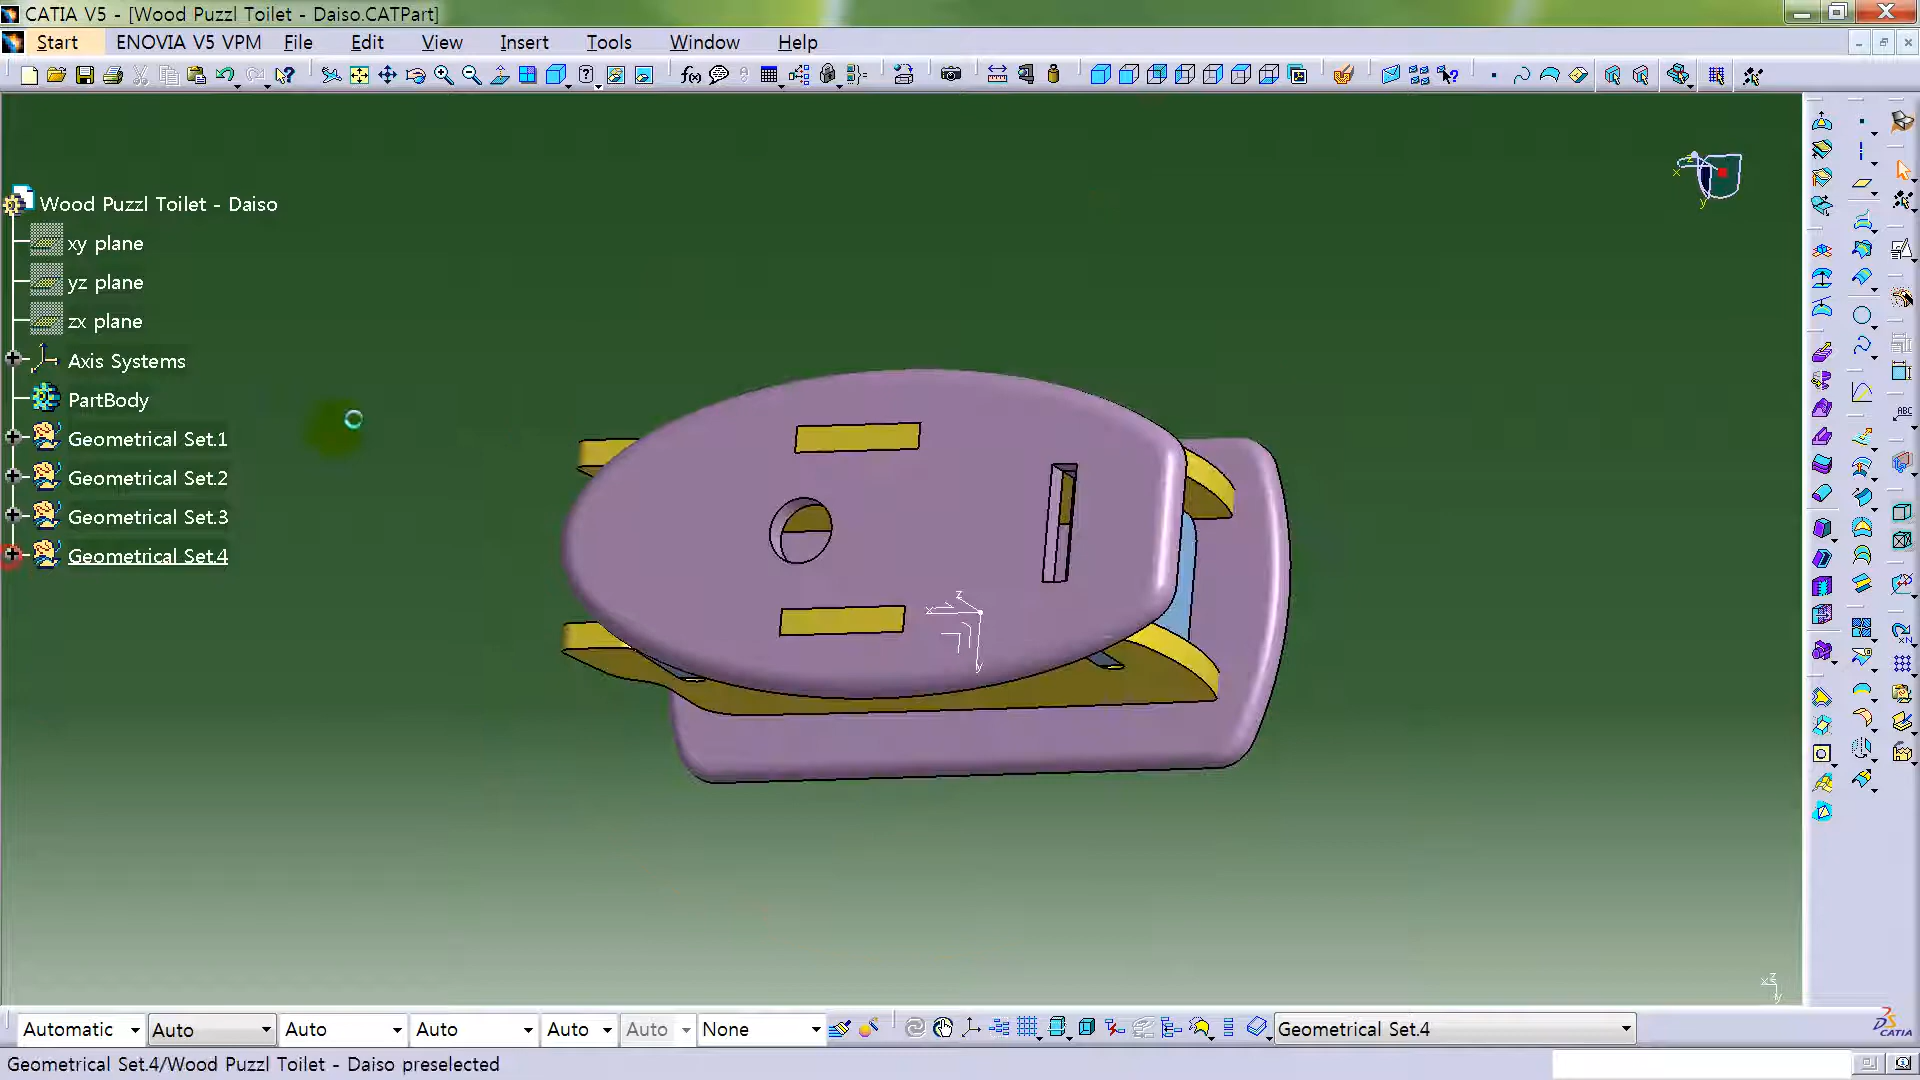 CATIA V5 - [Wood Puzzl Toilet - Daiso.CATPart]
Start ENOVIA V5 VPM File Edit View Insert Tools Window Help
Wood Puzzl Toilet - Daiso
xy plane
yz plane
zx plane
Axis Systems
PartBody
Geometrical Set.1
Geometrical Set.2
Geometrical Set.3
Geometrical Set.4
x
y
z
x
y
ABC
Automatic Auto Auto Auto Auto Auto None Geometrical Set.4
CATIA
Geometrical Set.4/Wood Puzzl Toilet - Daiso preselected